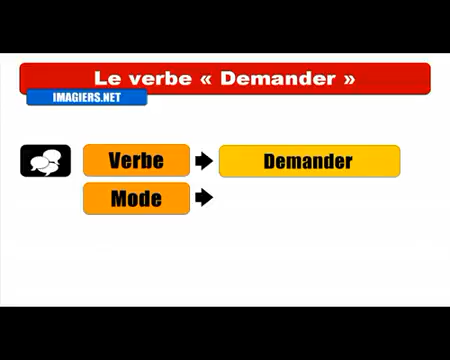 Le verbe « Demander »
IMAGIERS.NET
Verbe
Demander
Mode